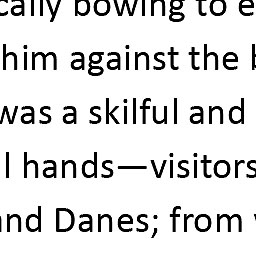 cally bowing to e
him against the b
was a skilful and
l hands—visitors
and Danes; from